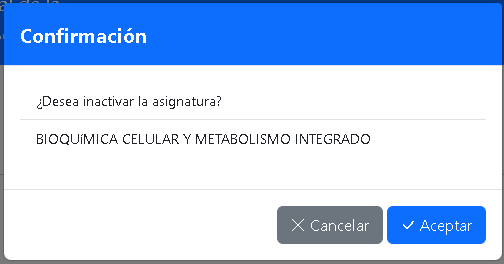 Confirmación
¿Desea inactivar la asignatura?
BIOQUíMICA CELULAR Y METABOLISMO INTEGRADO
Cancelar
Aceptar